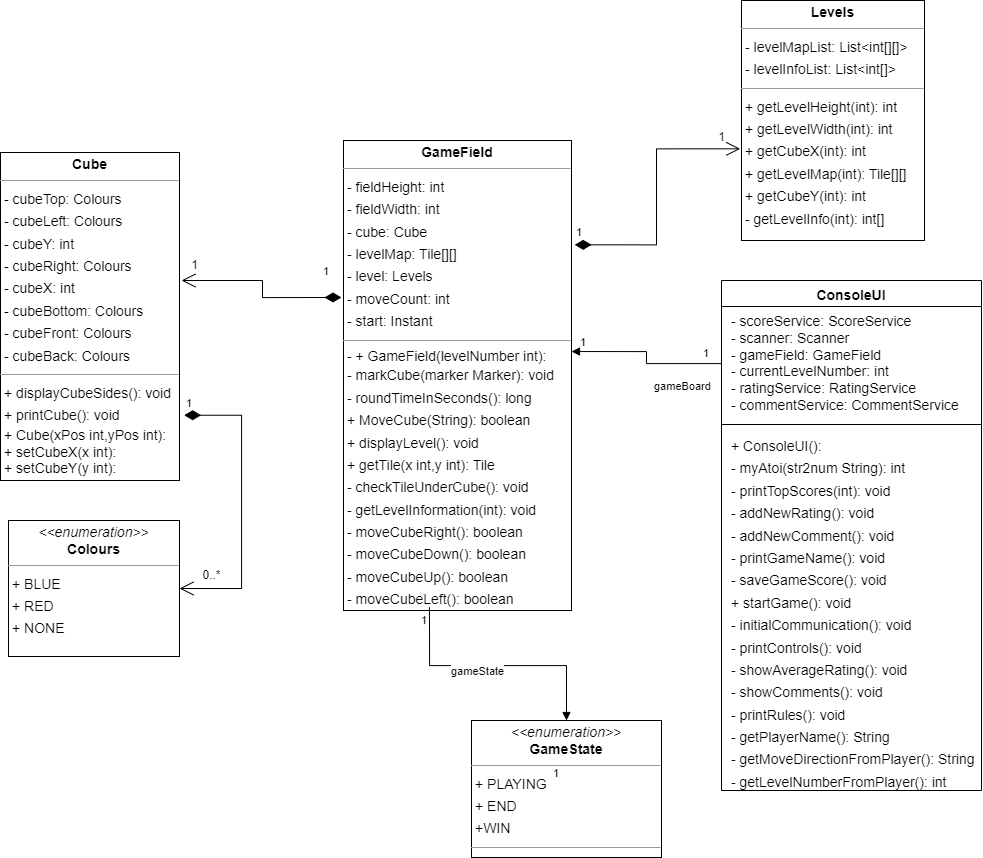 Levels
- levelMapList: List<int[][]>
- levelInfoList: List<int[]>
+ getLevelHeight(int): int
+ getLevelWidth(int): int
+ getCubeX(int): int
+ getLevelMap(int): Tile[][]
+ getCubeY(int): int
- getLevelInfo(int): int[]
1
1
Cube
- cubeTop: Colours
- cubeLeft: Colours
- cubeY: int
- cubeRight: Colours
- cubeX: int
- cubeBottom: Colours
- cubeFront: Colours
- cubeBack: Colours
+ displayCubeSides(): void
+ printCube(): void
+ Cube(xPos int,yPos int):
+ setCubeX(x int):
+ setCubeY(y int):
1
1
1
0..*
<<enumeration>>
Colours
+ BLUE
+ RED
+ NONE
GameField
- fieldHeight: int
- fieldWidth: int
- cube: Cube
- levelMap: Tile[][]
- level: Levels
- moveCount: int
- start: Instant
- + GameField(levelNumber int):
- markCube(marker Marker): void
- roundTimeInSeconds(): long
+ MoveCube(String): boolean
+ displayLevel(): void
+ getTile(x int,y int): Tile
- checkTileUnderCube(): void
- getLevelInformation(int): void
- moveCubeRight(): boolean
- moveCubeDown(): boolean
- moveCubeUp(): boolean
- moveCubeLeft(): boolean
1
gameState
<<enumeration>>
GameState
1
+ PLAYING
+ END
+WIN
1
1
gameBoard
ConsoleUI
- scoreService: ScoreService
- scanner: Scanner
- gameField: GameField
- currentLevelNumber: int
- ratingService: RatingService
- commentService: CommentService
+ ConsoleUI():
- myAtoi(str2num String): int
- printTopScores(int): void
- addNewRating(): void
- addNewComment(): void
- printGameName(): void
- saveGameScore(): void
+ startGame(): void
- initialCommunication(): void
- printControls(): void
- showAverageRating(): void
- showComments(): void
- printRules(): void
- getPlayerName(): String
- getMoveDirectionFromPlayer(): String
- getLevelNumberFromPlayer(): int